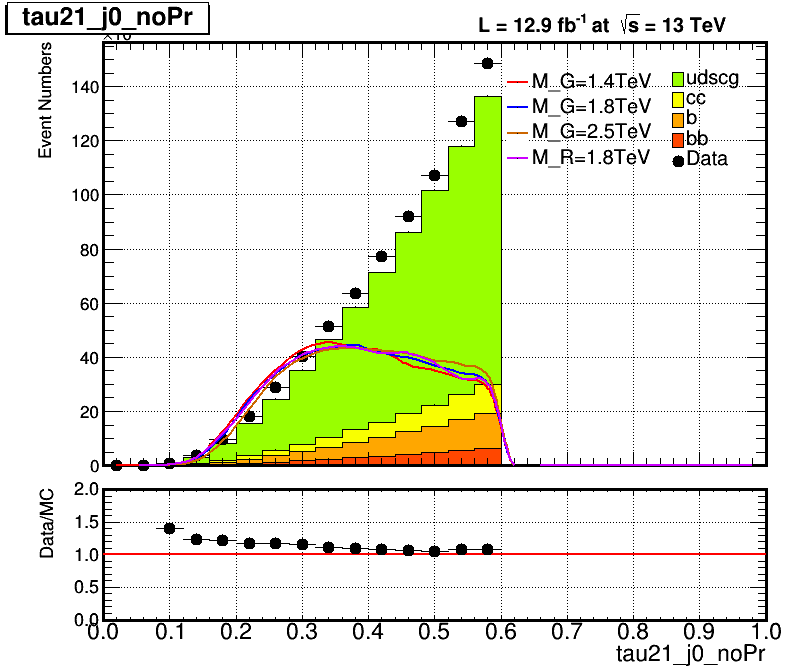 tau21_j0_noPr
L = 12.9 fb⁻¹ at √s = 13 TeV
Event Numbers
140
120
100
80
60
40
20
0
M_G=1.4TeV
M_G=1.8TeV
M_G=2.5TeV
M_R=1.8TeV
udscg
cc
b
bb
Data
Data/MC
2.0
1.5
1.0
0.5
0.0
0.0 0.1 0.2 0.3 0.4 0.5 0.6 0.7 0.8 0.9 1.0
tau21_j0_noPr